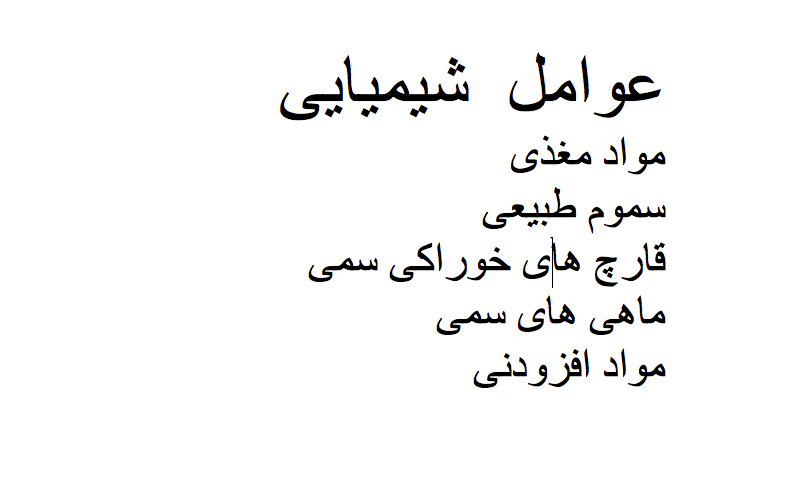 عوامل شیمیایی
مواد مغذی
سموم طبیعی
قارچ های خوراکی سمی
ماهی های سمی
مواد افزودنی